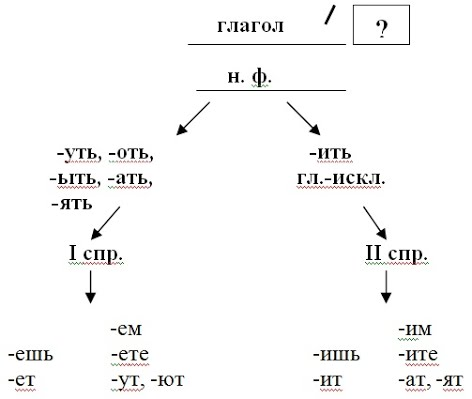 глагол / ?
н. ф.
-уть, -оть,
-ыть, -ать,
-ять
-ить
гл.-искл.
I спр.
II спр.
-ем
-ешь -ете
-ет -ут, -ют
-им
-ишь -ите
-ит -ат, -ят